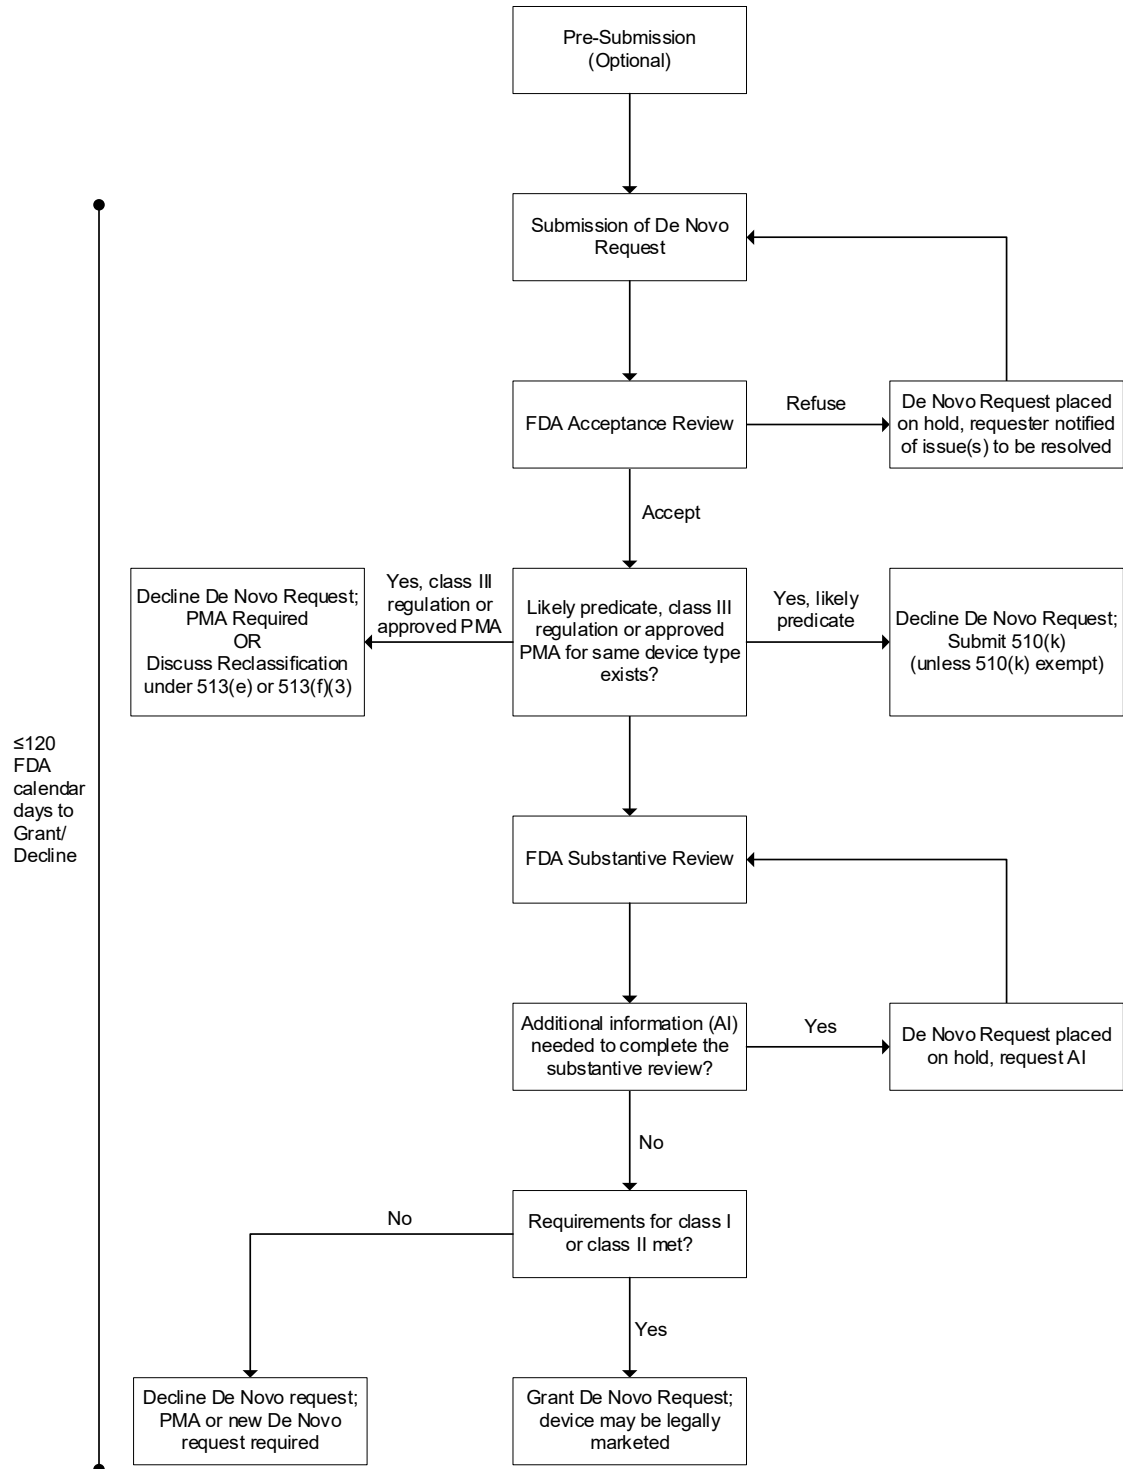 Pre-Submission
(Optional)
Submission of De Novo
Request
FDA Acceptance Review
Refuse
De Novo Request placed
on hold, requester notified
of issue(s) to be resolved
Accept
Decline De Novo Request;
PMA Required
OR
Discuss Reclassification
under 513(e) or 513(f)(3)
Yes, class III
regulation or
approved PMA
Likely predicate, class III
regulation or approved
PMA for same device type
exists?
Yes, likely
predicate
Decline De Novo Request;
Submit 510(k)
(unless 510(k) exempt)
≤120
FDA
calendar
days to
Grant/
Decline
FDA Substantive Review
Additional information (AI)
needed to complete the
substantive review?
Yes
De Novo Request placed
on hold, request AI
No
Requirements for class I
or class II met?
No
Yes
Decline De Novo request;
PMA or new De Novo
request required
Grant De Novo Request;
device may be legally
marketed